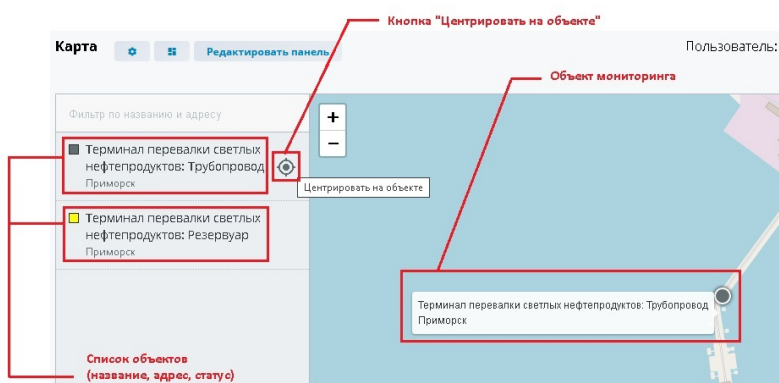 Кнопка "Центрировать на объекте"
Карта
Редактировать панель
Пользователь:
Объект мониторинга
Фильтр по названию и адресу
+
−
Терминал перевалки светлых
нефтепродуктов: Трубопровод
Приморск
Центрировать на объекте
Терминал перевалки светлых
нефтепродуктов: Резервуар
Приморск
Терминал перевалки светлых нефтепродуктов: Трубопровод
Приморск
Список объектов
(название, адрес, статус)